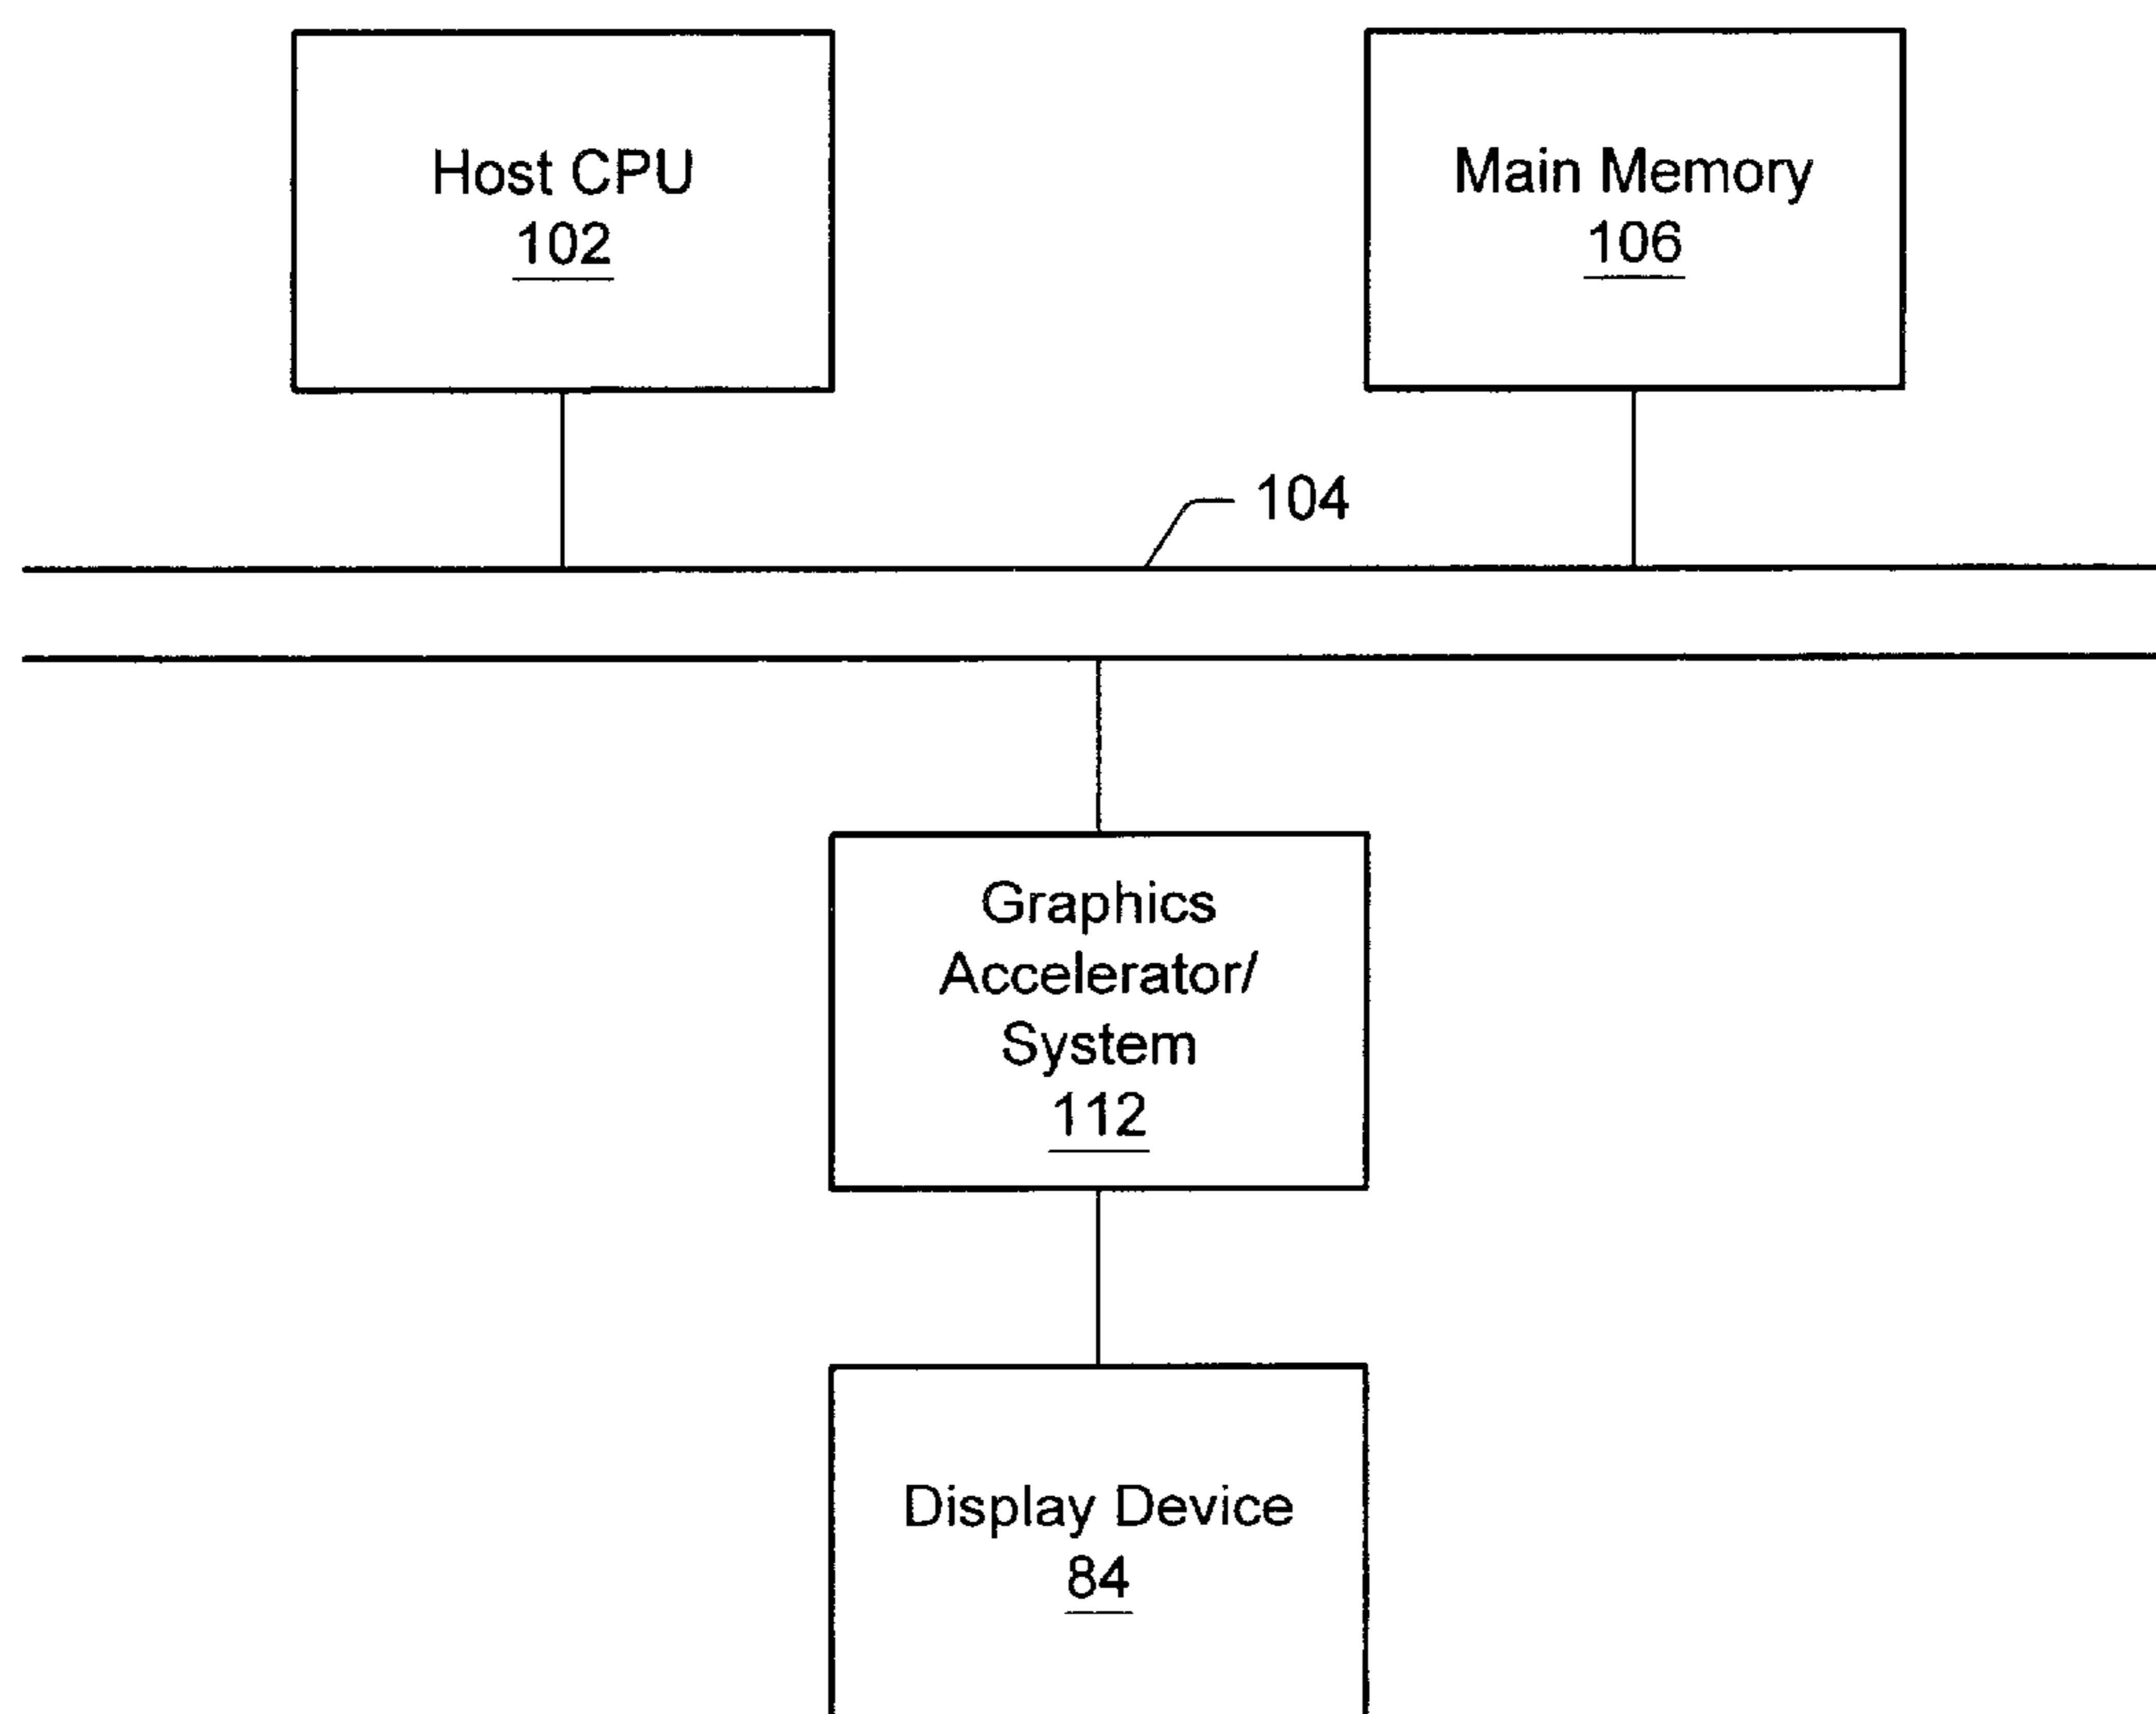 Host CPU
102
Main Memory
106
104
Graphics
Accelerator/
System
112
Display Device
84